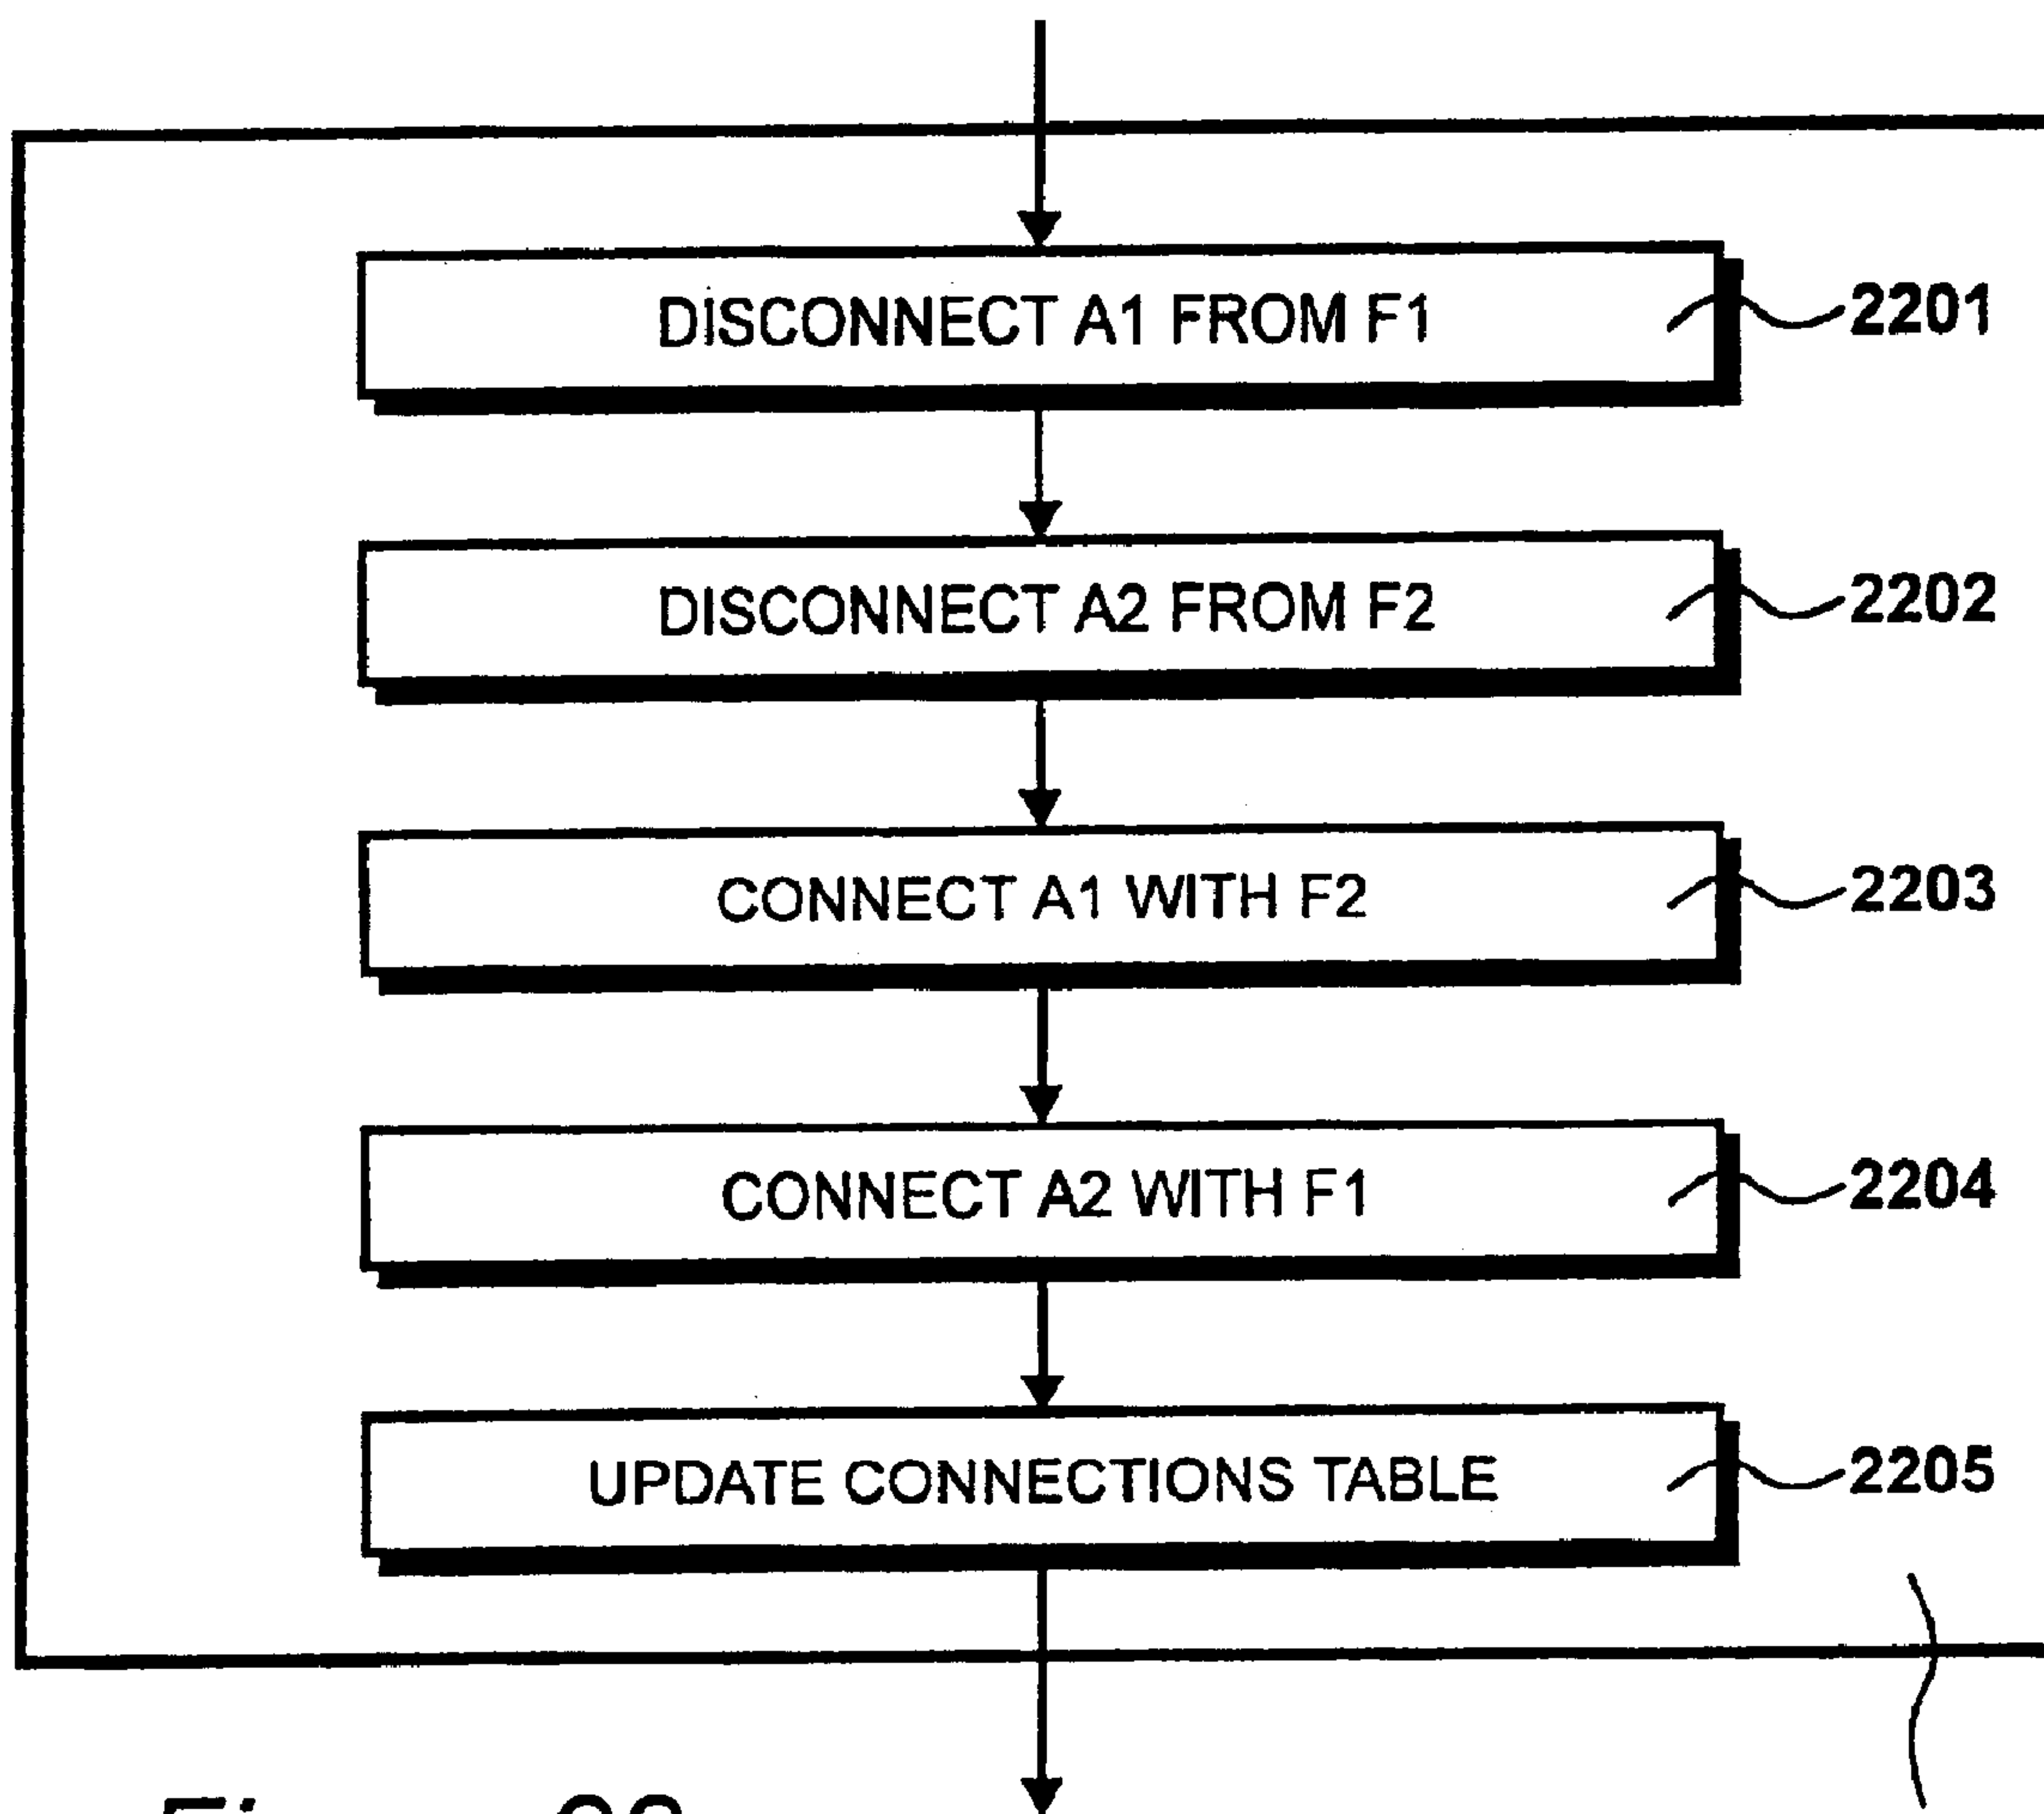 DISCONNECT A1 FROM F1
2201
DISCONNECT A2 FROM F2
2202
CONNECT A1 WITH F2
2203
CONNECT A2 WITH F1
2204
UPDATE CONNECTIONS TABLE
2205